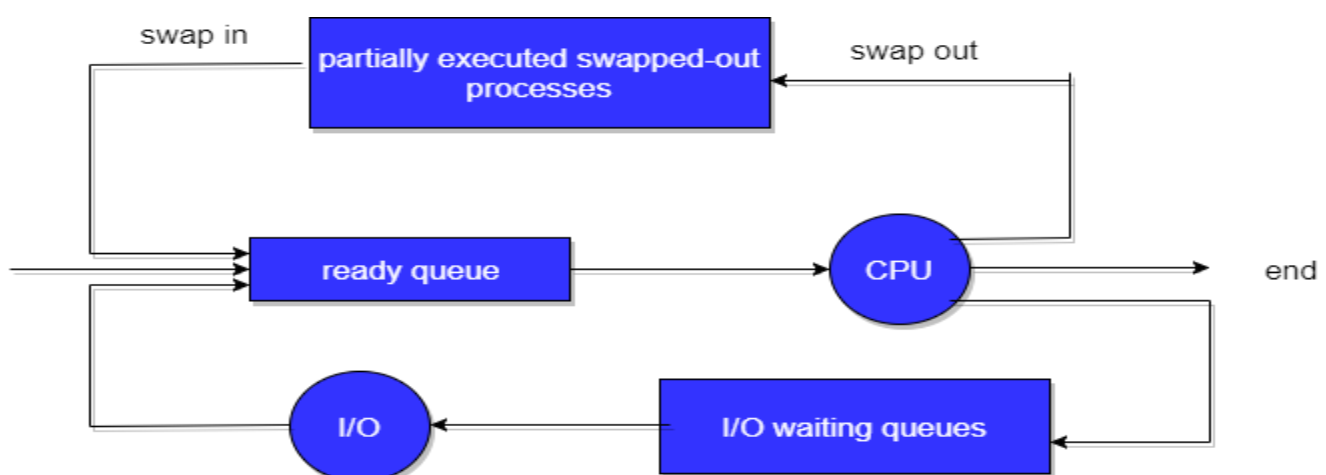 swap in
partially executed swapped-out
processes
swap out
ready queue
CPU
end
I/O
I/O waiting queues